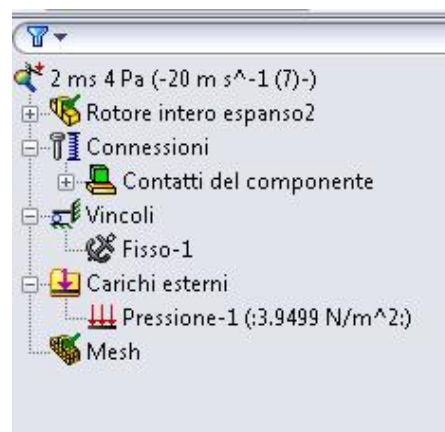 2 ms 4 Pa (-20 m s^-1 (7)-)
Rotore intero espanso2
Connessioni
Contatti del componente
Vincoli
Fisso-1
Carichi esterni
Pressione-1 (:3.9499 N/m^2:)
Mesh